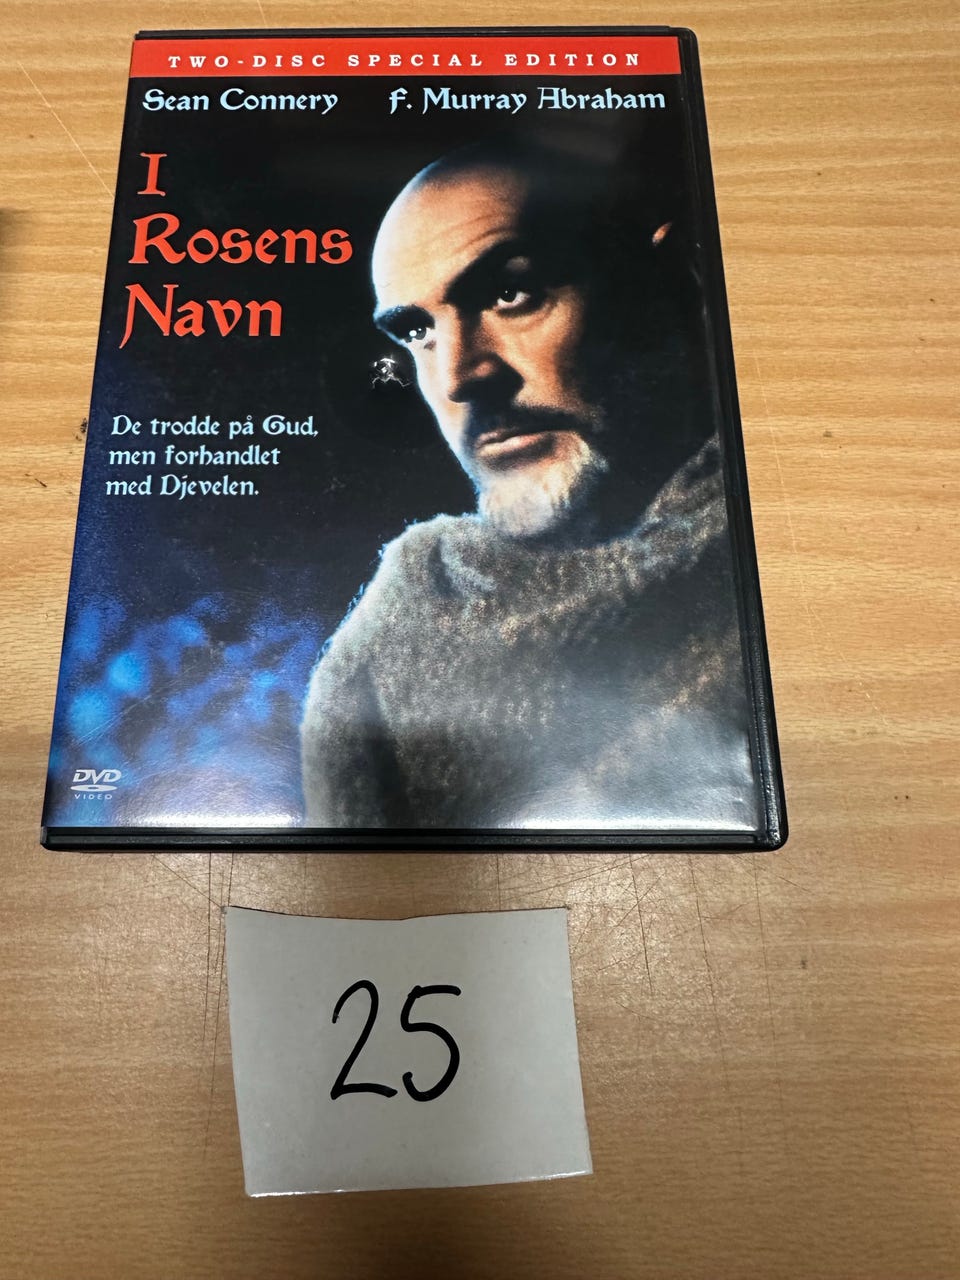 TWO-DISC SPECIAL EDITION
Sean Connery F. Murray Abraham
I
Rosens
Navn
De trodde på Gud,
men forhandlet
med Djevelen.
DVD
VIDEO
25